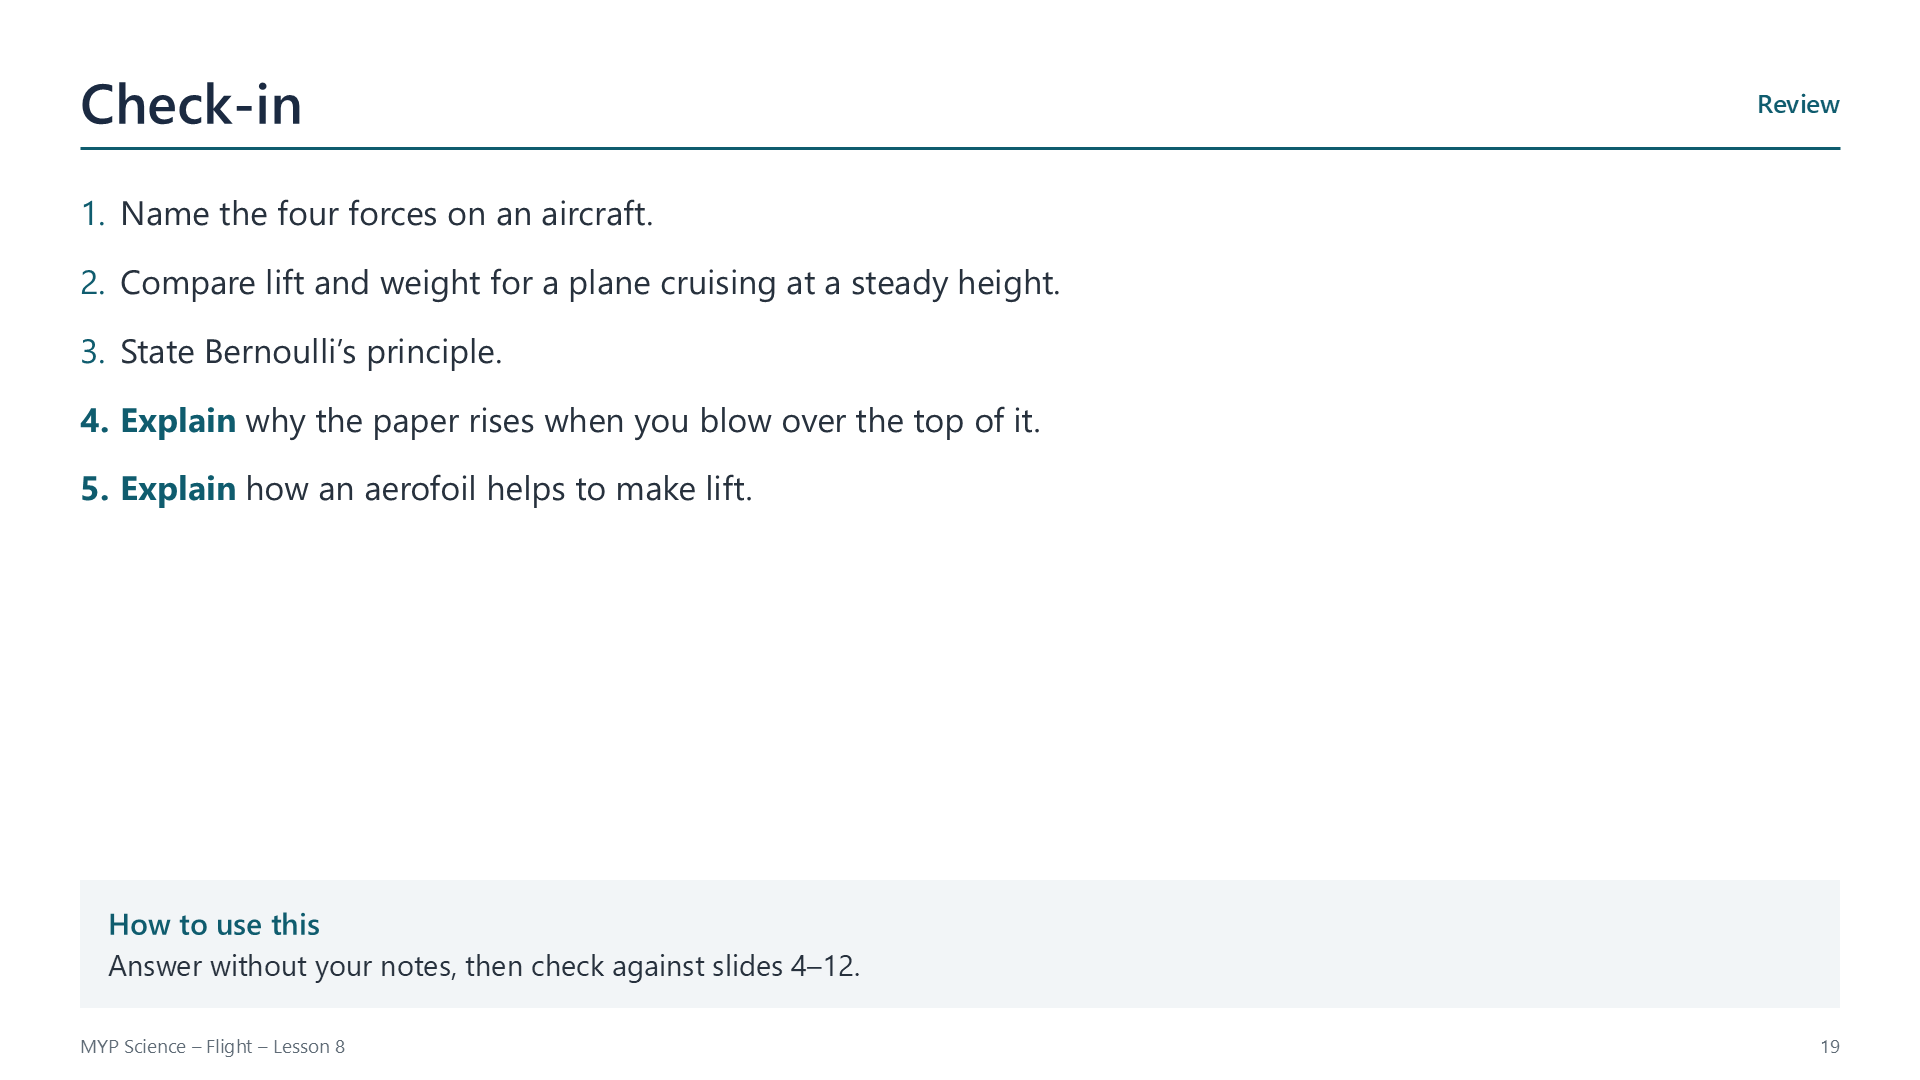 Check-in
Review
1. Name the four forces on an aircraft.
2. Compare lift and weight for a plane cruising at a steady height.
3. State Bernoulli’s principle.
4. Explain why the paper rises when you blow over the top of it.
5. Explain how an aerofoil helps to make lift.
How to use this
Answer without your notes, then check against slides 4–12.
MYP Science – Flight – Lesson 8
19